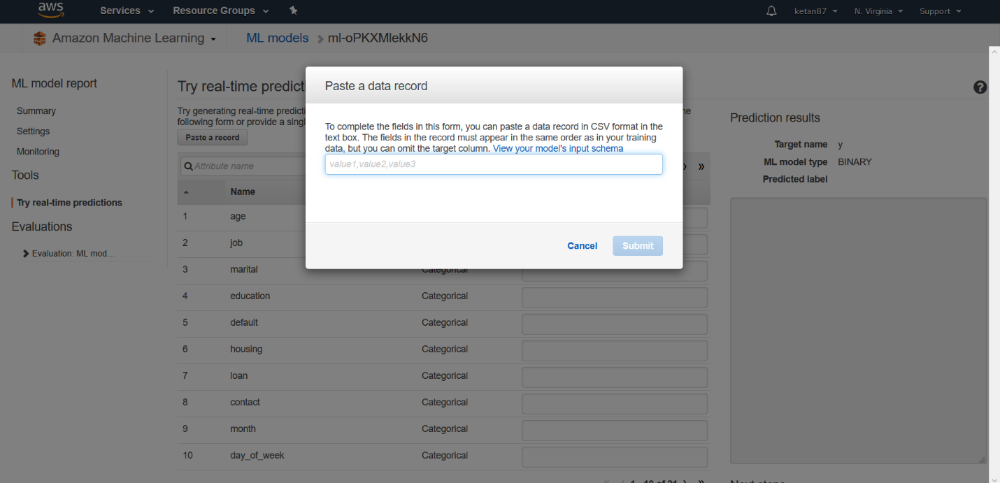 aws
Services
Resource Groups
ketan87
N. Virginia
Support
Amazon Machine Learning
ML models
ml-oPKXMlekkN6
ML model report
Summary
Settings
Monitoring
Tools
Try real-time predictions
Evaluations
Evaluation: ML mod...
Try real-time predicti
Try generating real-time predicti
following form or provide a singl
Paste a record
Attribute name
Name
1 age
2 job
3 marital Categorical
4 education Categorical
5 default Categorical
6 housing Categorical
7 loan Categorical
8 contact Categorical
9 month Categorical
10 day_of_week Categorical
Paste a data record
To complete the fields in this form, you can paste a data record in CSV format in the
text box. The fields in the record must appear in the same order as in your training
data, but you can omit the target column. View your model's input schema
value1,value2,value3
Cancel
Submit
Prediction results
Target name y
ML model type BINARY
Predicted label